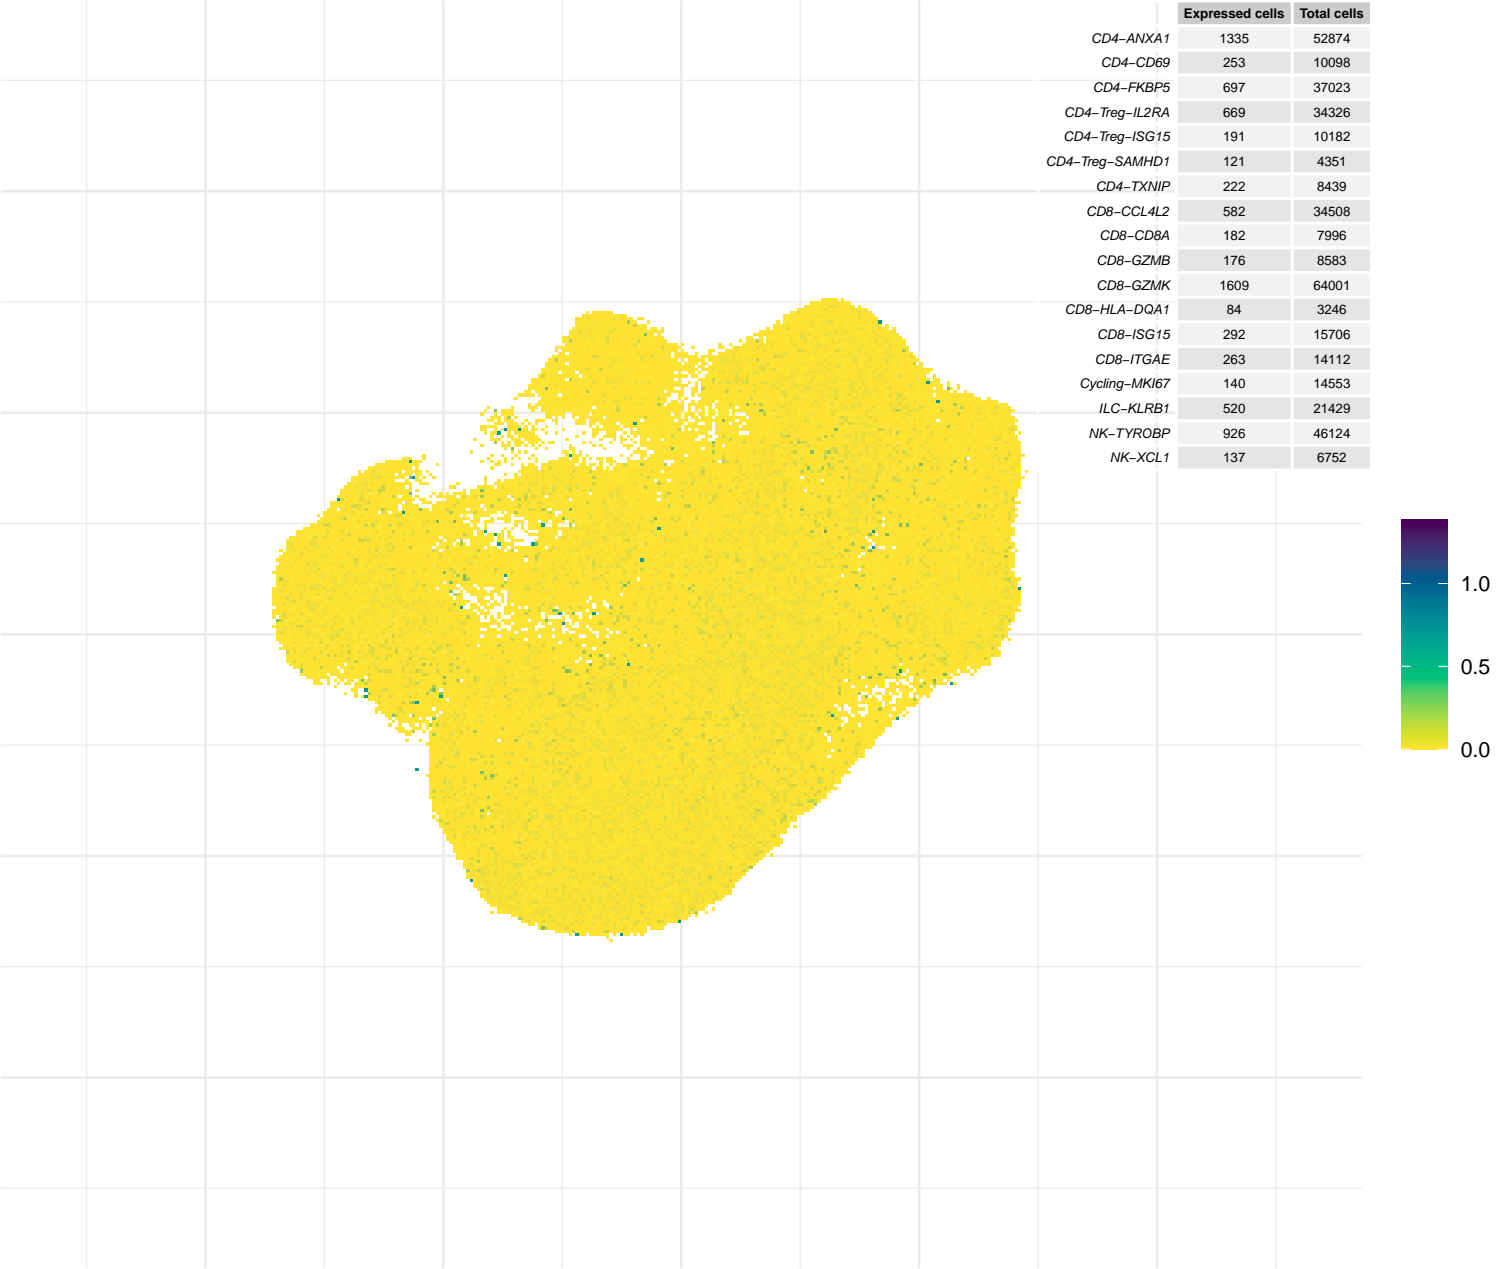 Expressed cells Total cells
CD4−ANXA1 1335 52874
CD4−CD69 253 10098
CD4−FKBP5 697 37023
CD4−Treg−IL2RA 669 34326
CD4−Treg−ISG15 191 10182
CD4−Treg−SAMHD1 121 4351
CD4−TXNIP 222 8439
CD8−CCL4L2 582 34508
CD8−CD8A 182 7996
CD8−GZMB 176 8583
CD8−GZMK 1609 64001
CD8−HLA−DQA1 84 3246
CD8−ISG15 292 15706
CD8−ITGAE 263 14112
Cycling−MKI67 140 14553
ILC−KLRB1 520 21429
NK−TYROBP 926 46124
NK−XCL1 137 6752
1.0
0.5
0.0